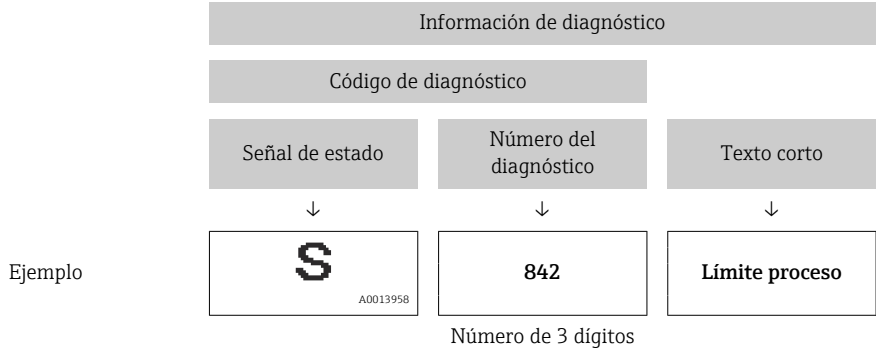 Información de diagnóstico
Código de diagnóstico
Señal de estado
Número del
diagnóstico
Texto corto
↓ ↓ ↓
Ejemplo
S
A0013958
842
Límite proceso
Número de 3 dígitos